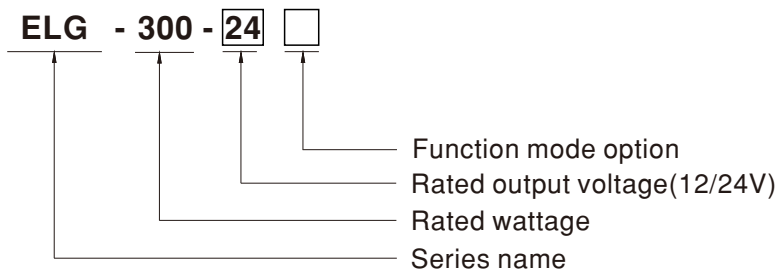 ELG - 300 - 24
Function mode option
Rated output voltage(12/24V)
Rated wattage
Series name